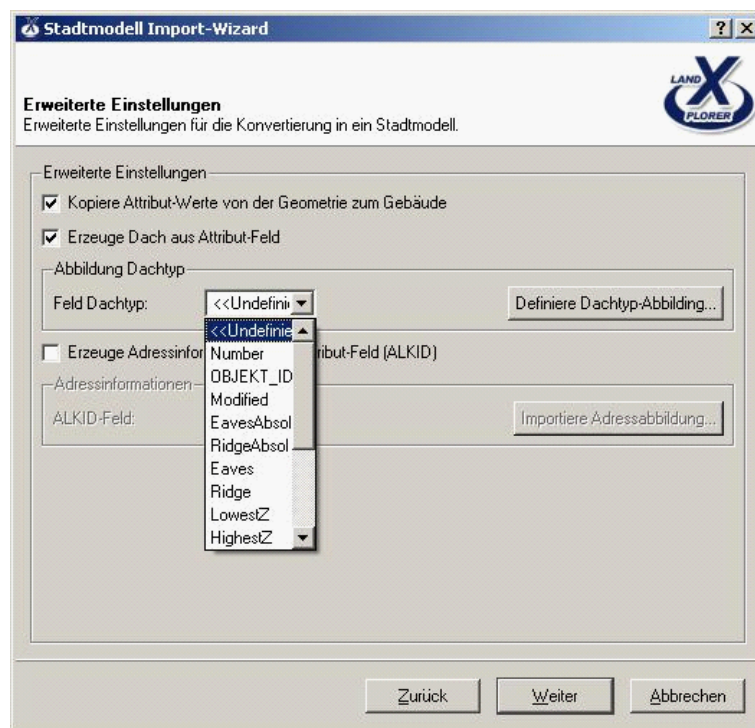 Stadtmodell Import-Wizard
LAND
X
PLORER
Erweiterte Einstellungen
Erweiterte Einstellungen für die Konvertierung in ein Stadtmodell.
Erweiterte Einstellungen
Kopiere Attribut-Werte von der Geometrie zum Gebäude
Erzeuge Dach aus Attribut-Feld
Abbildung Dachtyp
Feld Dachtyp:
<<Undefini
Definiere Dachtyp-Abbilding...
<<Undefinie
Number
OBJEKT_ID
Modified
EavesAbsol
RidgeAbsol
Eaves
Ridge
LowestZ
HighestZ
Erzeuge Adressinfor ribut-Feld (ALKID)
Adressinformationen
ALKID-Feld:
Importiere Adressabbildung...
Zurück
Weiter
Abbrechen